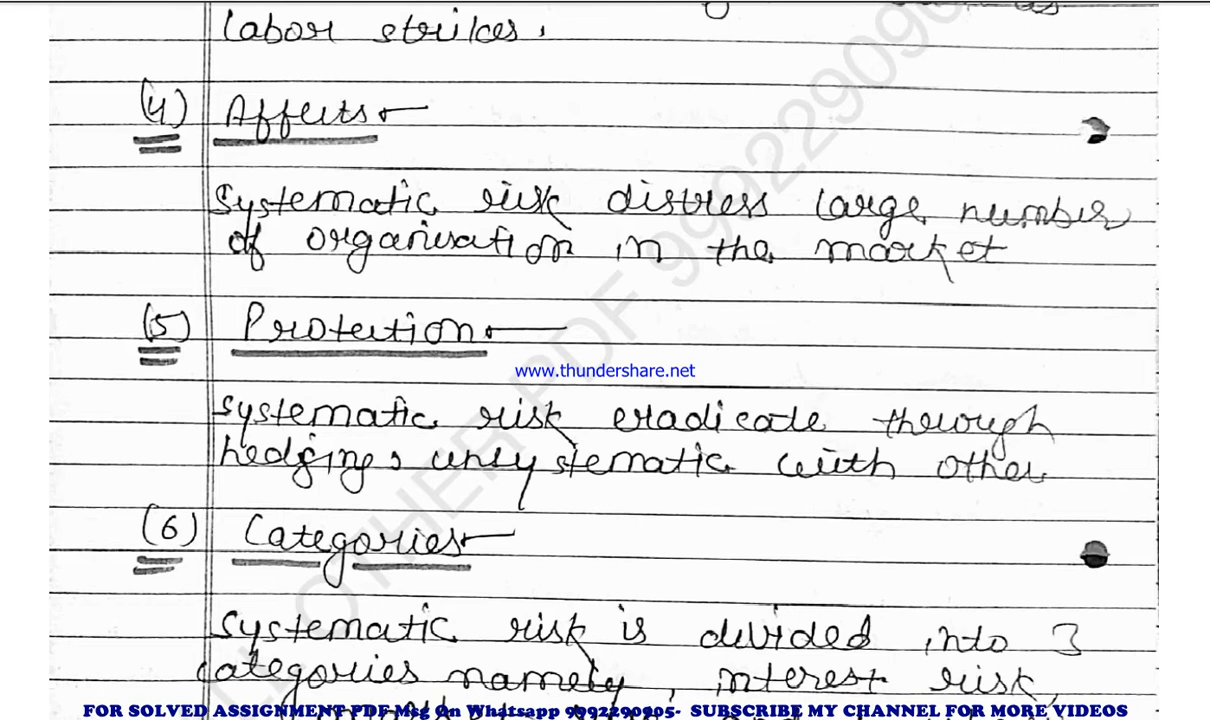 labor strikes.
(4) Affects :-
Systematic risk distress large number
of organisation in the market
(5) Protection :-
www.thundershare.net
Systematic risk eradicate through
hedging & unsystematic with other
(6) Categories :-
Systematic risk is divided into 3
categories namely, interest risk,
FOR SOLVED ASSIGNMENT PDF Msg On Whatsapp 9992290905- SUBSCRIBE MY CHANNEL FOR MORE VIDEOS